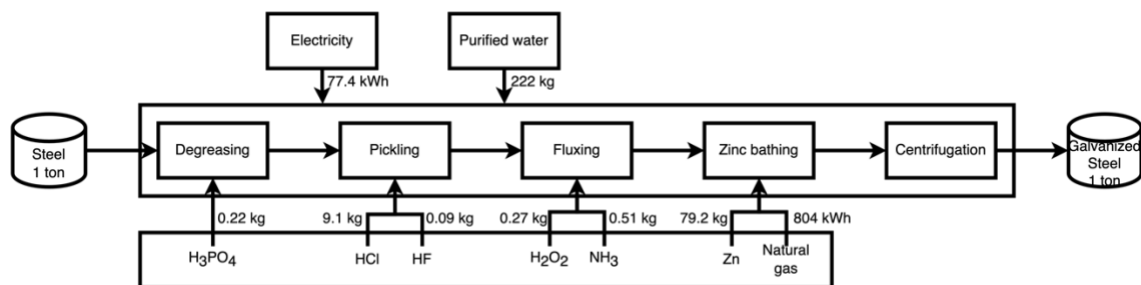 Electricity
Purified water
77.4 kWh
222 kg
Steel
1 ton
Degreasing
Pickling
Fluxing
Zinc bathing
Centrifugation
Galvanized
Steel
1 ton
0.22 kg
9.1 kg
0.09 kg
0.27 kg
0.51 kg
79.2 kg
804 kWh
H₃PO₄
HCl
HF
H₂O₂
NH₃
Zn
Natural
gas